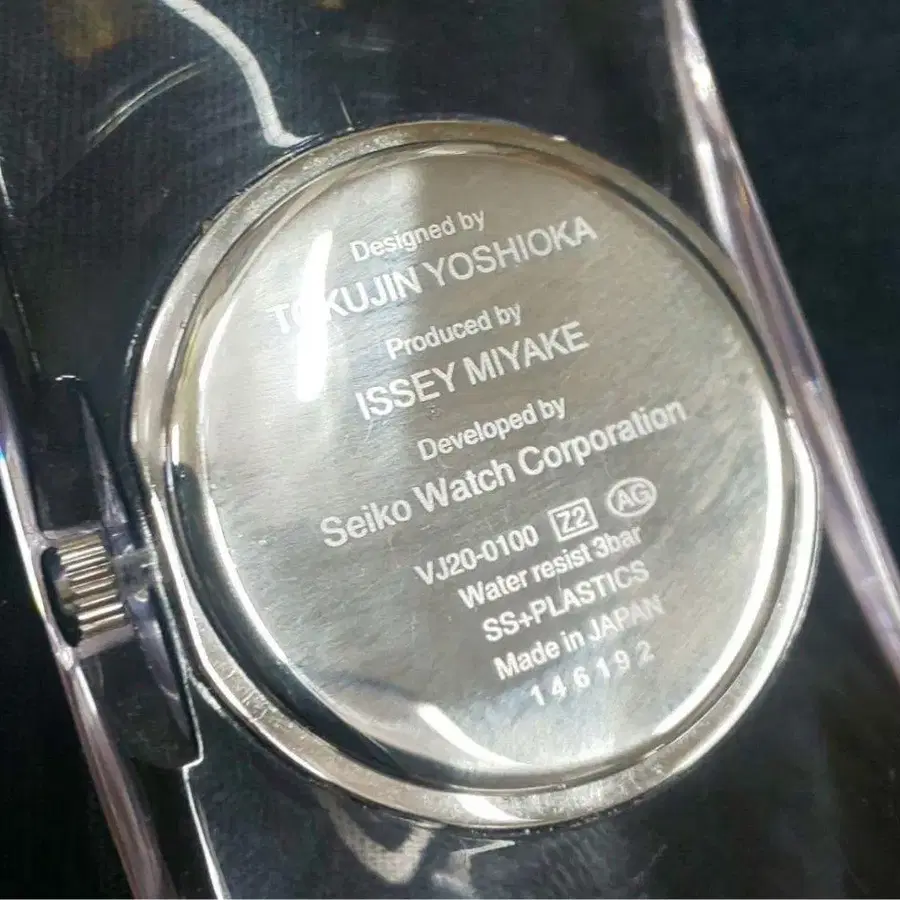 Designed by
TOKUJIN YOSHIOKA
Produced by
ISSEY MIYAKE
Developed by
Seiko Watch Corporation
VJ20-0100 Z2 AG
Water resist 3bar
SS+PLASTICS
Made in JAPAN
146192